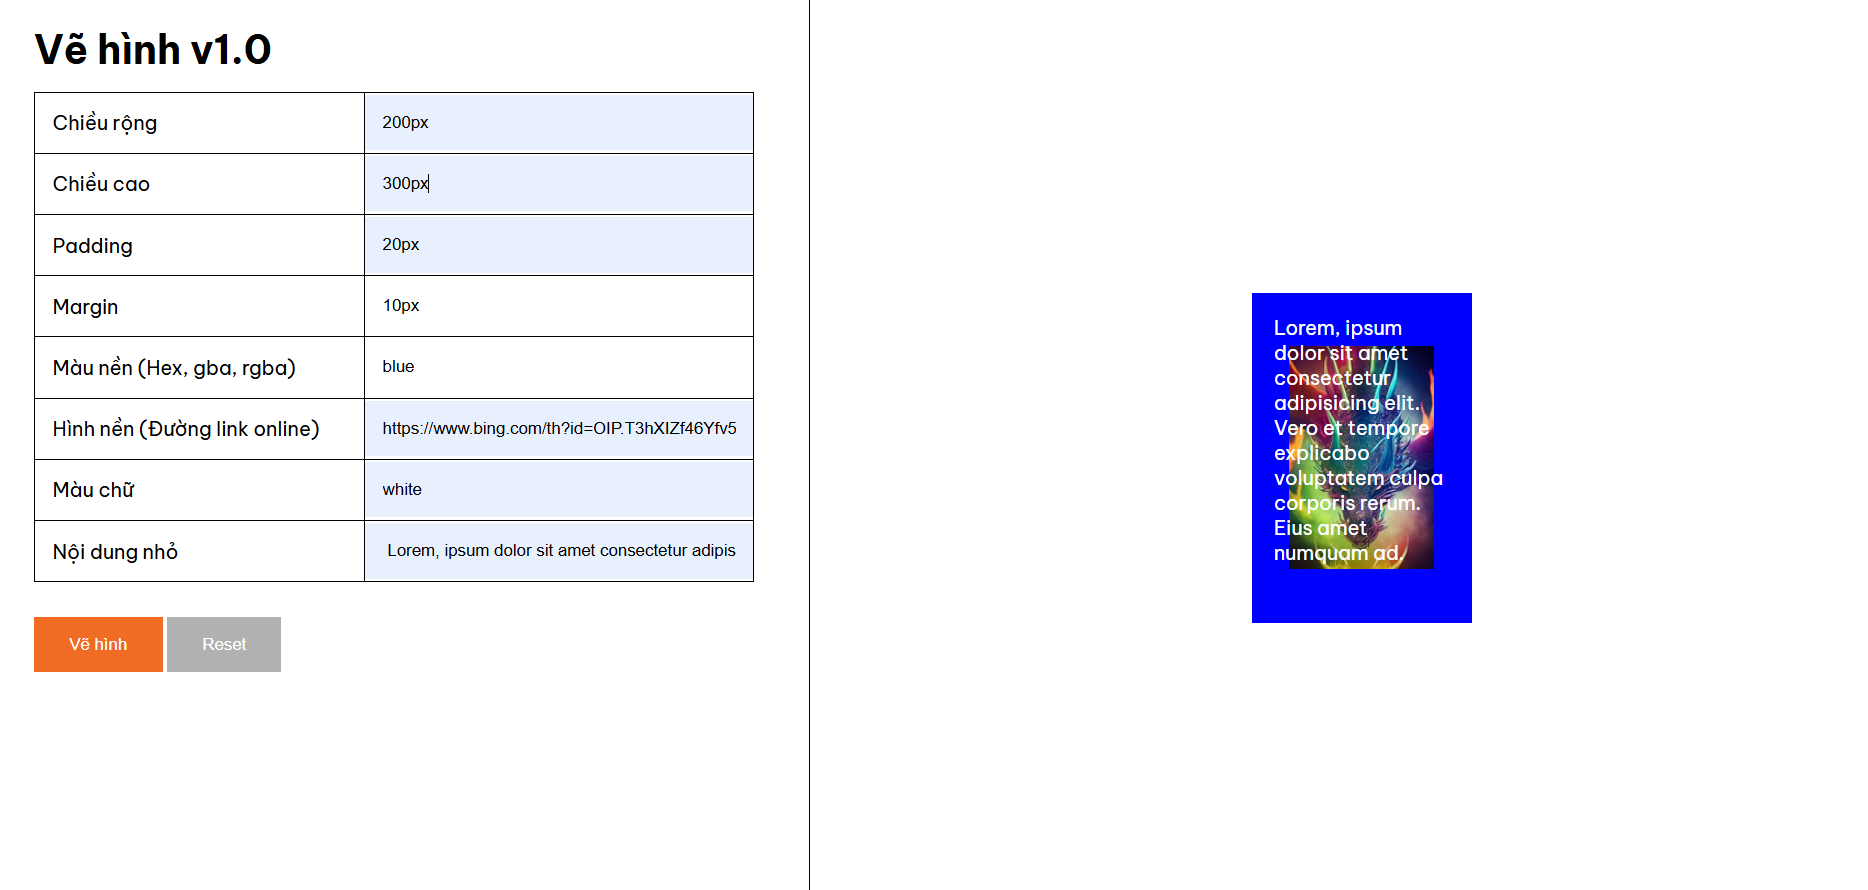 Vẽ hình v1.0
Chiều rộng 200px
Chiều cao 300px
Padding 20px
Margin 10px
Màu nền (Hex, gba, rgba) blue
Hình nền (Đường link online) https://www.bing.com/th?id=OIP.T3hXIZf46Yfv5
Màu chữ white
Nội dung nhỏ Lorem, ipsum dolor sit amet consectetur adipis
Vẽ hình Reset
Lorem, ipsum
dolor sit amet
consectetur
adipisicing elit.
Vero et tempore
explicabo
voluptatem culpa
corporis rerum.
Eius amet
numquam ad.